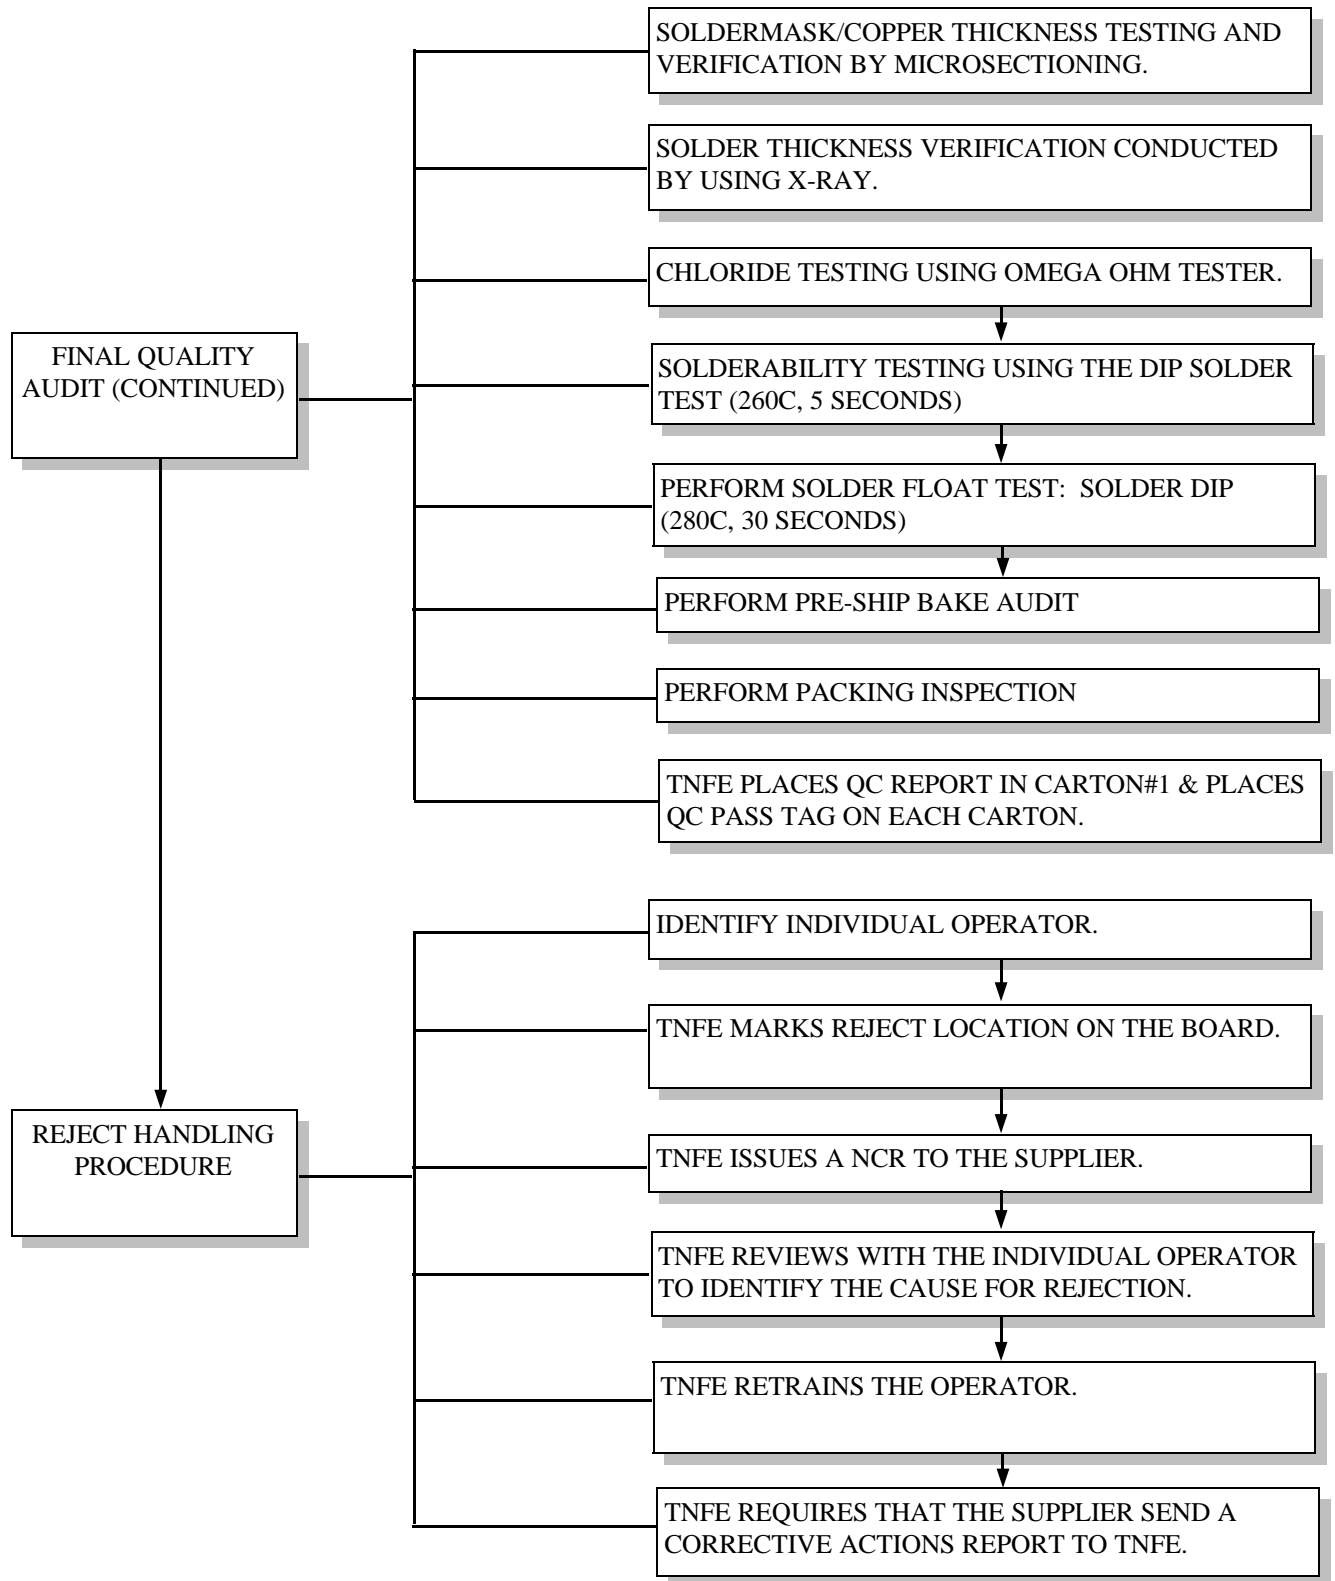 SOLDERMASK/COPPER THICKNESS TESTING AND
VERIFICATION BY MICROSECTIONING.
SOLDER THICKNESS VERIFICATION CONDUCTED
BY USING X-RAY.
CHLORIDE TESTING USING OMEGA OHM TESTER.
FINAL QUALITY
AUDIT (CONTINUED)
SOLDERABILITY TESTING USING THE DIP SOLDER
TEST (260C, 5 SECONDS)
PERFORM SOLDER FLOAT TEST:  SOLDER DIP
(280C, 30 SECONDS)
PERFORM PRE-SHIP BAKE AUDIT
PERFORM PACKING INSPECTION
TNFE PLACES QC REPORT IN CARTON#1 & PLACES
QC PASS TAG ON EACH CARTON.
IDENTIFY INDIVIDUAL OPERATOR.
TNFE MARKS REJECT LOCATION ON THE BOARD.
REJECT HANDLING
PROCEDURE
TNFE ISSUES A NCR TO THE SUPPLIER.
TNFE REVIEWS WITH THE INDIVIDUAL OPERATOR
TO IDENTIFY THE CAUSE FOR REJECTION.
TNFE RETRAINS THE OPERATOR.
TNFE REQUIRES THAT THE SUPPLIER SEND A
CORRECTIVE ACTIONS REPORT TO TNFE.